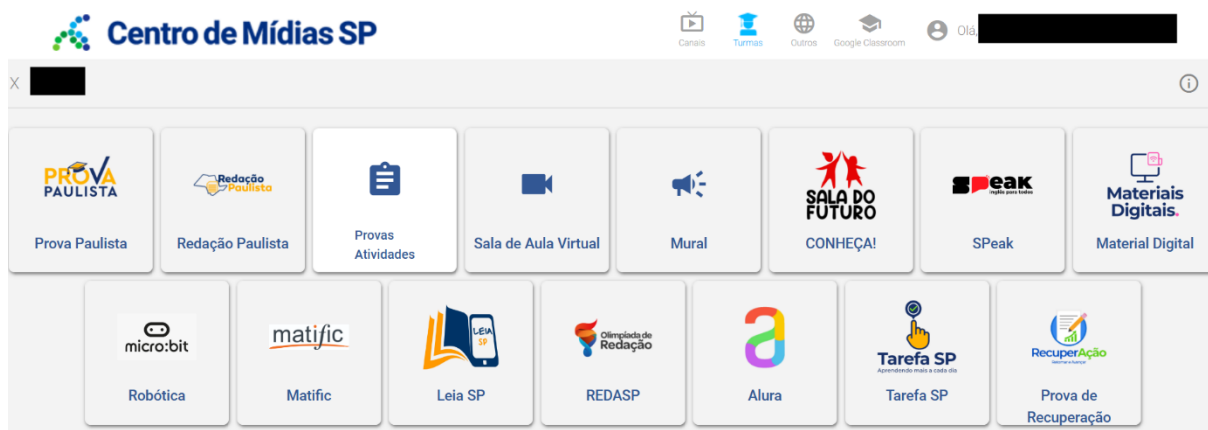 Centro de Mídias SP
Canais
Turmas
Outros
Google Classroom
Olá,
X
PROVA
PAULISTA
Prova Paulista
Redação
Paulista
Redação Paulista
Provas
Atividades
Sala de Aula Virtual
Mural
SALA DO
FUTURO
CONHEÇA!
SPeaK
inglês para todos
SPeak
Materiais
Digitais.
Material Digital
micro:bit
Robótica
matific
Matific
LEIA
SP
Leia SP
Olimpíada de
Redação
REDASP
a
Alura
Tarefa SP
Aprendendo mais a cada dia
Tarefa SP
RecuperAção
Prova de
Recuperação